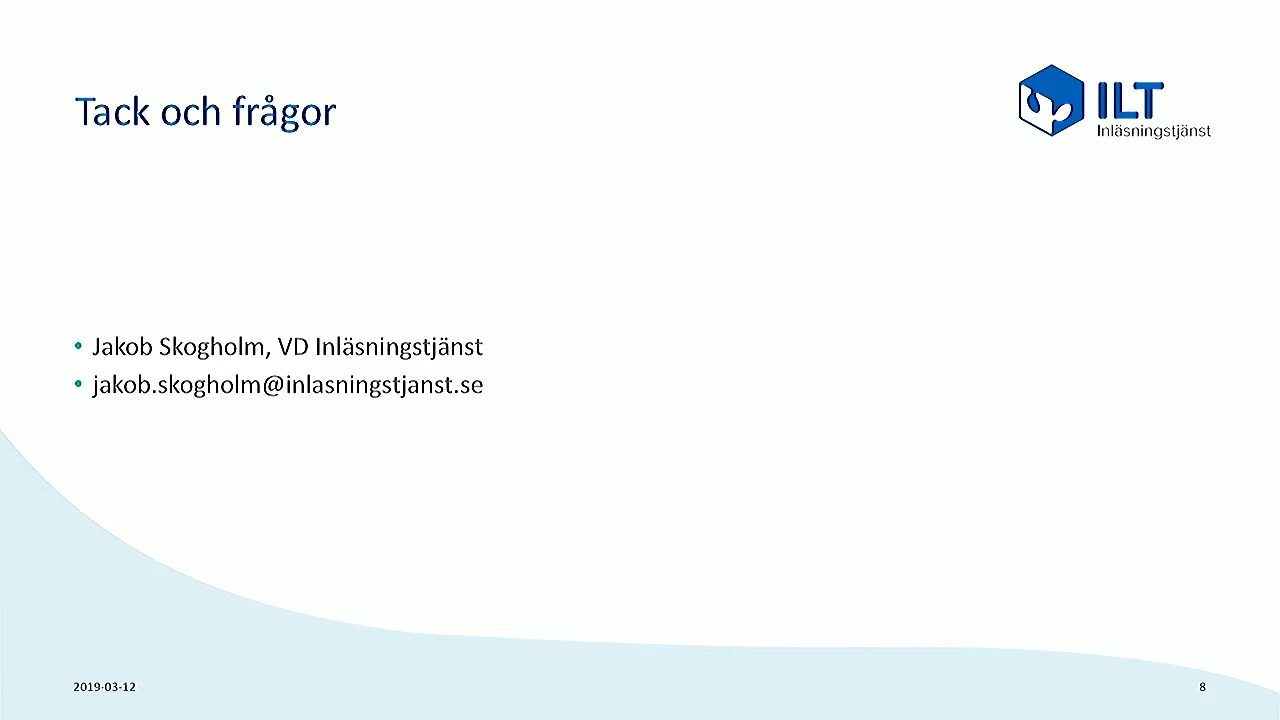 Tack och frågor
ILT
Inläsningstjänst
• Jakob Skogholm, VD Inläsningstjänst
• jakob.skogholm@inlasningstjanst.se
2019-03-12
8